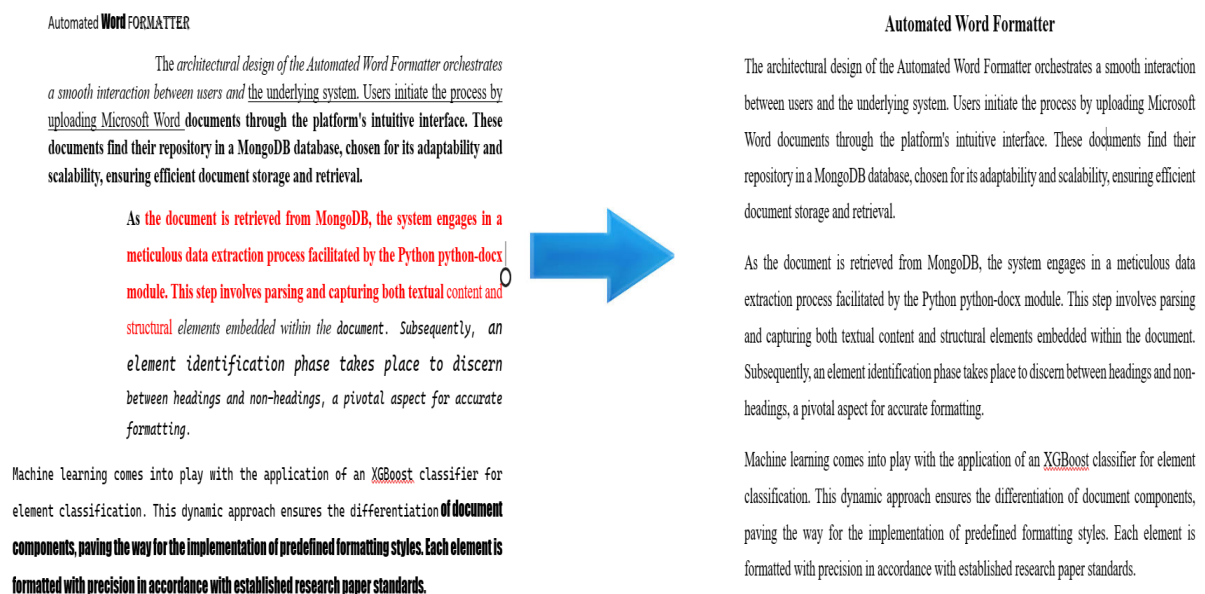 Automated Word FORMATTER
The architectural design of the Automated Word Formatter orchestrates
a smooth interaction between users and the underlying system. Users initiate the process by
uploading Microsoft Word documents through the platform's intuitive interface. These
documents find their repository in a MongoDB database, chosen for its adaptability and
scalability, ensuring efficient document storage and retrieval.
As the document is retrieved from MongoDB, the system engages in a
meticulous data extraction process facilitated by the Python python-docx
module. This step involves parsing and capturing both textual content and
structural elements embedded within the document. Subsequently, an
element identification phase takes place to discern
between headings and non-headings, a pivotal aspect for accurate
formatting.
Machine learning comes into play with the application of an XGBoost classifier for
element classification. This dynamic approach ensures the differentiation of document
components, paving the way for the implementation of predefined formatting styles. Each element is
formatted with precision in accordance with established research paper standards.
Automated Word Formatter
The architectural design of the Automated Word Formatter orchestrates a smooth interaction
between users and the underlying system. Users initiate the process by uploading Microsoft
Word documents through the platform's intuitive interface. These documents find their
repository in a MongoDB database, chosen for its adaptability and scalability, ensuring efficient
document storage and retrieval.
As the document is retrieved from MongoDB, the system engages in a meticulous data
extraction process facilitated by the Python python-docx module. This step involves parsing
and capturing both textual content and structural elements embedded within the document.
Subsequently, an element identification phase takes place to discern between headings and non-
headings, a pivotal aspect for accurate formatting.
Machine learning comes into play with the application of an XGBoost classifier for element
classification. This dynamic approach ensures the differentiation of document components,
paving the way for the implementation of predefined formatting styles. Each element is
formatted with precision in accordance with established research paper standards.